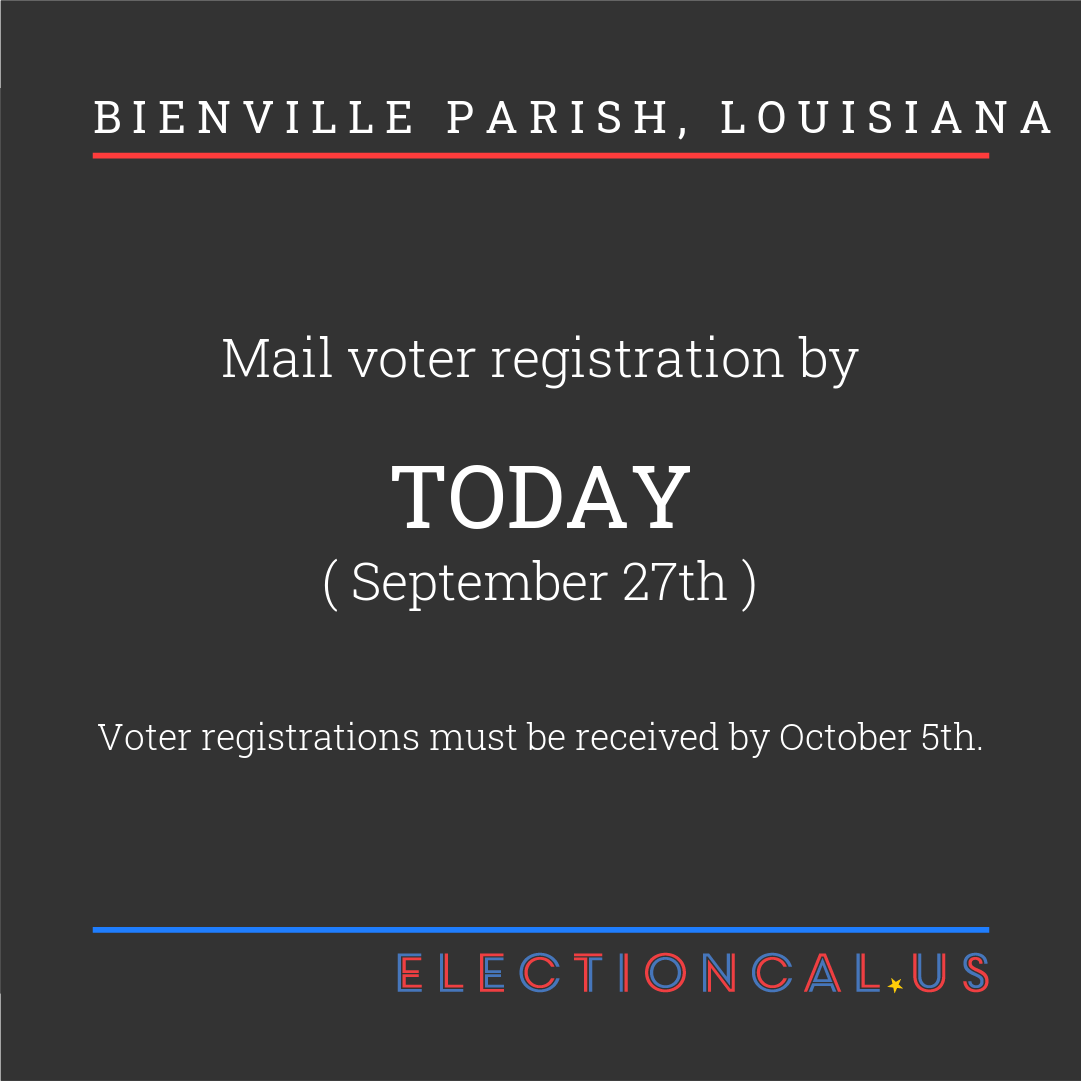 BIENVILLE PARISH, LOUISIANA
Mail voter registration by
TODAY
( September 27th )
Voter registrations must be received by October 5th.
ELECTIONCAL.US